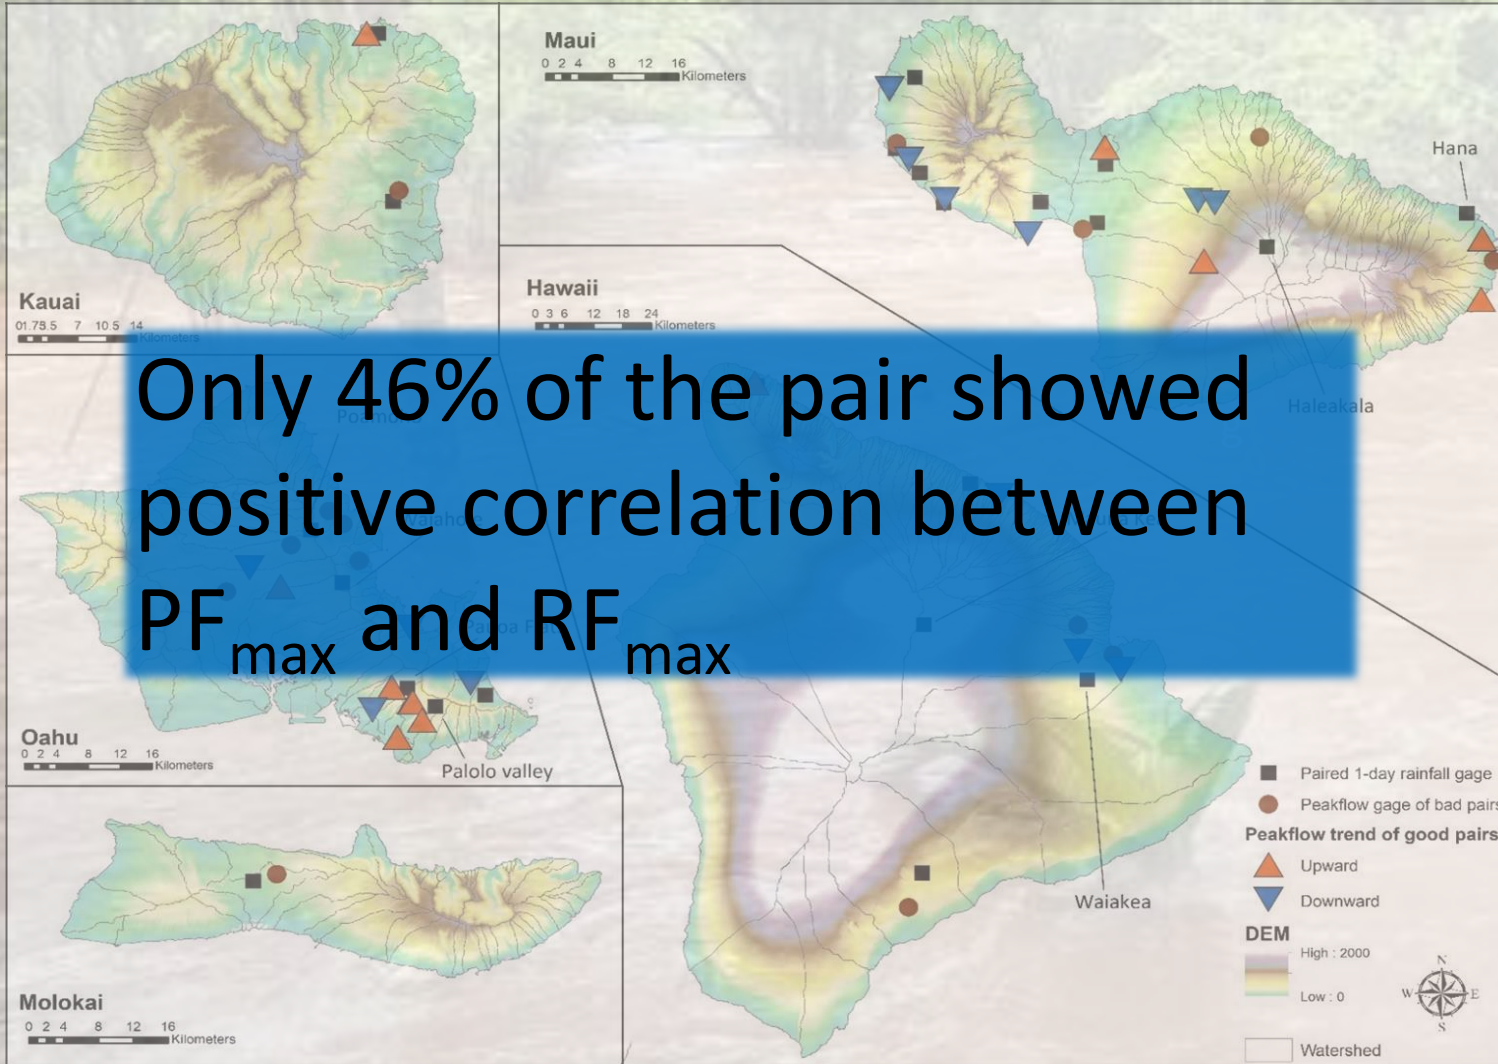 Maui
0 2 4 8 12 16
Kilometers
Hana
Kauai
01.753.5 7 10.5 14
Kilometers
Hawaii
0 3 6 12 18 24
Kilometers
Haleakala
Only 46% of the pair showed
positive correlation between
PFmax and RFmax
Oahu
0 2 4 8 12 16
Kilometers
Palolo valley
Waiakea
Molokai
0 2 4 8 12 16
Kilometers
Paired 1-day rainfall gage
Peakflow gage of bad pairs
Peakflow trend of good pairs
Upward
Downward
DEM
High : 2000
Low : 0
N
W E
S
Watershed